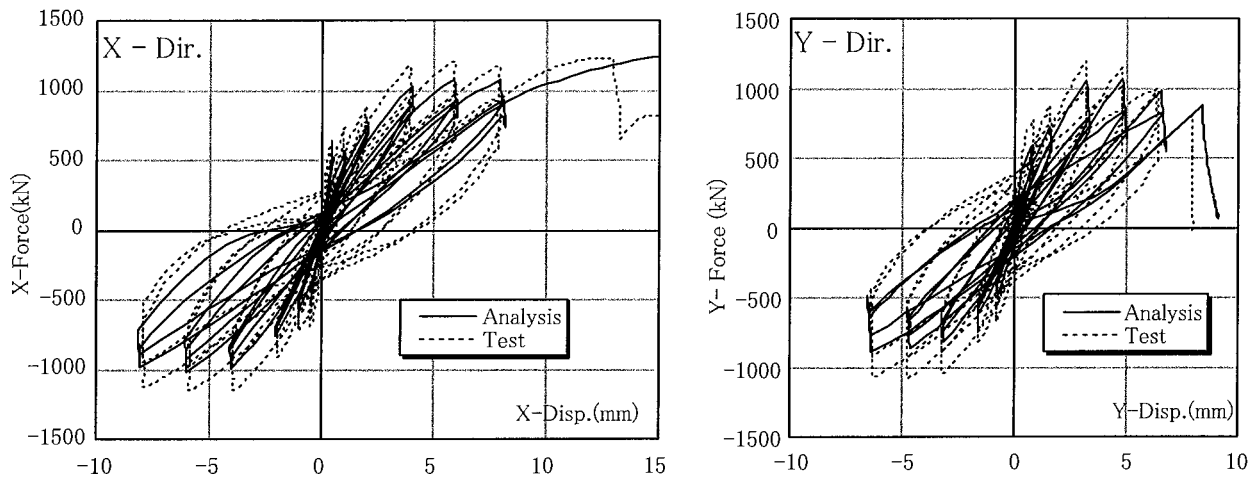 X - Dir.
1500
1000
500
0
-500
-1000
-1500
X-Force(kN)
-10
-5
0
5
10
15
X-Disp.(mm)
Analysis
Test
Y - Dir.
1500
1000
500
0
-500
-1000
-1500
Y- Force (kN)
-10
-5
0
5
10
Y-Disp.(mm)
Analysis
Test